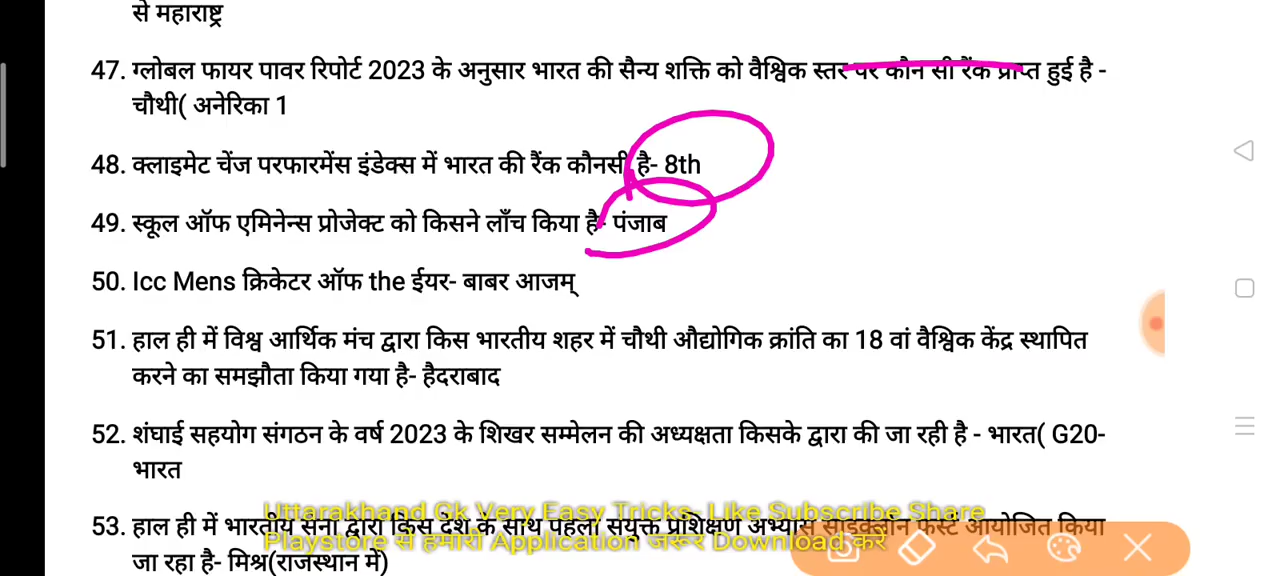 से महाराष्ट्र
47. ग्लोबल फायर पावर रिपोर्ट 2023 के अनुसार भारत की सैन्य शक्ति को वैश्विक स्तर पर कौन सी रैंक प्राप्त हुई है -
चौथी( अनेरिका 1
48. क्लाइमेट चेंज परफारमेंस इंडेक्स में भारत की रैंक कौनसी है- 8th
49. स्कूल ऑफ एमिनेन्स प्रोजेक्ट को किसने लाँच किया है- पंजाब
50. Icc Mens क्रिकेटर ऑफ the ईयर- बाबर आजम्
51. हाल ही में विश्व आर्थिक मंच द्वारा किस भारतीय शहर में चौथी औद्योगिक क्रांति का 18 वां वैश्विक केंद्र स्थापित
करने का समझौता किया गया है- हैदराबाद
52. शंघाई सहयोग संगठन के वर्ष 2023 के शिखर सम्मेलन की अध्यक्षता किसके द्वारा की जा रही है - भारत( G20-
भारत
Uttarakhand Gk Very Easy Tricks, Like Subscribe Share
53. हाल ही में भारतीय सेना द्वारा किस देश के साथ पहला संयुक्त प्रशिक्षण अभ्यास साइक्लोन फर्स्ट आयोजित किया
Playstore से हमारी Application जरूर Download करें
जा रहा है- मिश्र(राजस्थान में)